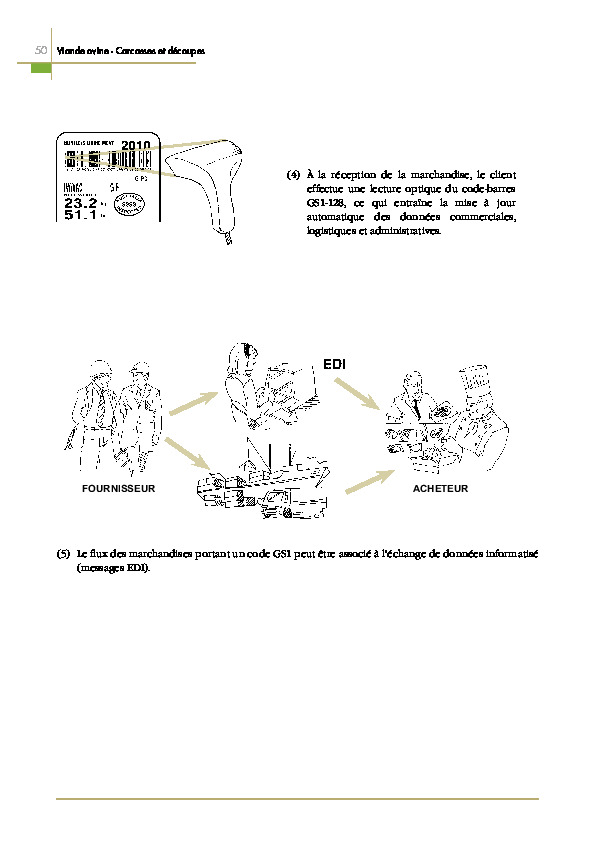 50 Viande ovine - Carcasses et découpes
2010
23.2
51.1
(4) À la réception de la marchandise, le client
effectue une lecture optique du code-barres
GS1-128, ce qui entraîne la mise à jour
automatique des données commerciales,
logistiques et administratives.
EDI
FOURNISSEUR
ACHETEUR
(5) Le flux des marchandises portant un code GS1 peut être associé à l'échange de données informatisé
(messages EDI).